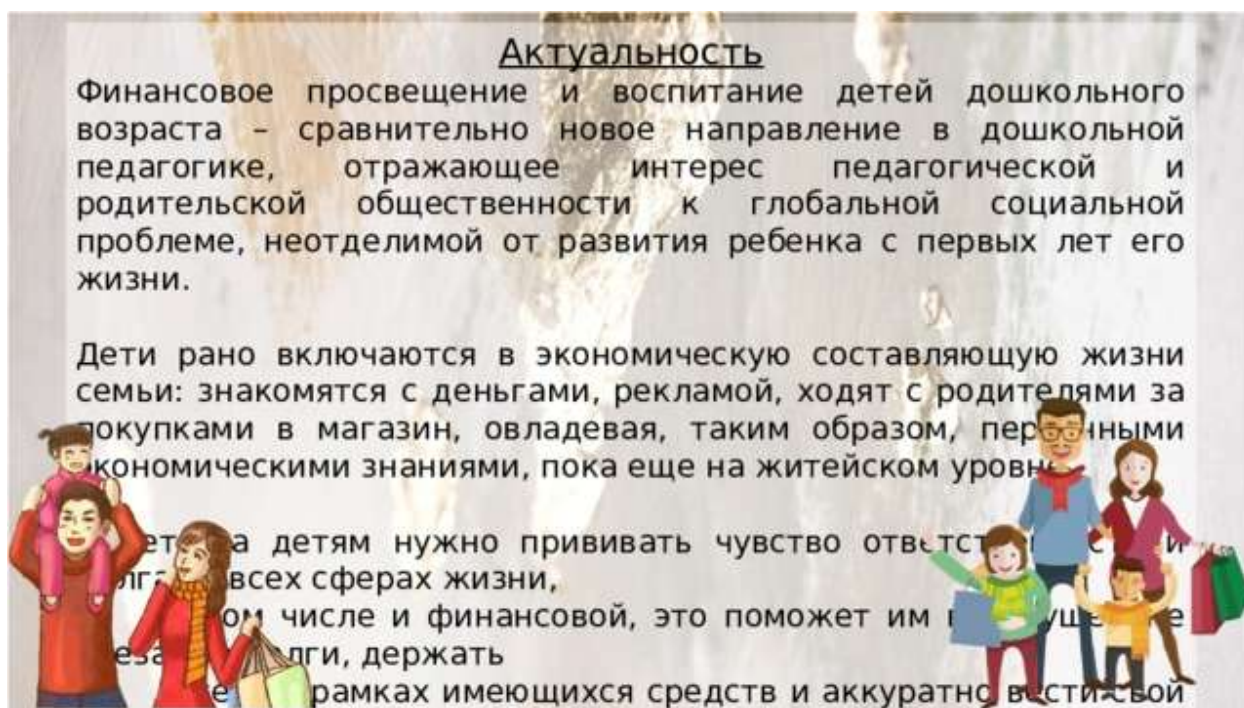 Актуальность
Финансовое просвещение и воспитание детей дошкольного
возраста – сравнительно новое направление в дошкольной
педагогике, отражающее интерес педагогической и
родительской общественности к глобальной социальной
проблеме, неотделимой от развития ребенка с первых лет его
жизни.
Дети рано включаются в экономическую составляющую жизни
семьи: знакомятся с деньгами, рекламой, ходят с родителями за
покупками в магазин, овладевая, таким образом,
экономическими знаниями, пока еще на житейском
детям нужно прививать чувство и
всех сферах жизни,
числе и финансовой, это поможет им
держать
рамках имеющихся средств и аккуратно вести свой